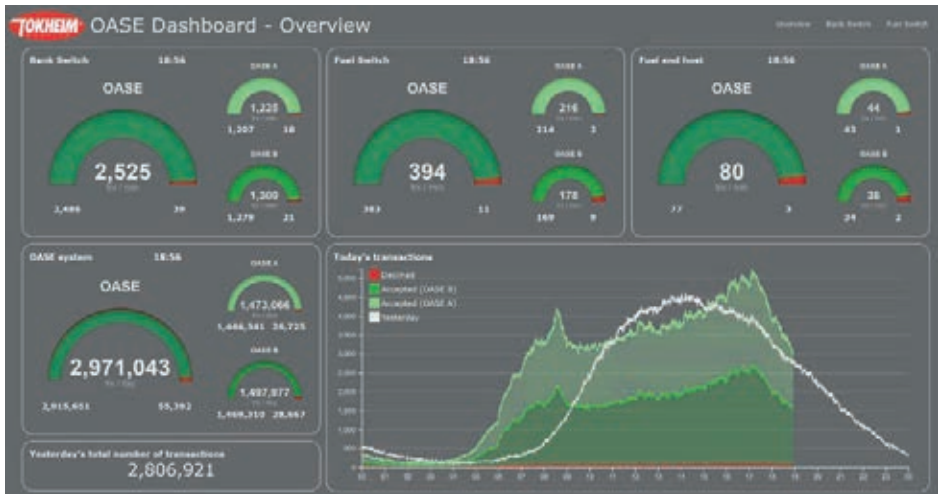 TOKHEIM OASE Dashboard - Overview
Overview Bank Switch Fuel Switch
Bank Switch 18:56
OASE
2,525
2,486 39
OASE A
1,225
1,207 18
OASE B
1,300
1,279 21
Fuel Switch 18:56
OASE
394
383 11
OASE A
216
214 2
OASE B
178
169 9
Fuel end host 18:56
OASE
80
77 3
OASE A
44
43 1
OASE B
34 2
OASE system 18:56
OASE
2,971,043
2,915,651 55,392
OASE A
1,473,066
1,446,341 26,725
OASE B
1,469,310 28,667
Yesterday's total number of transactions
2,806,921
Today's transactions
Declined
Accepted (OASE B)
Accepted (OASE A)
Yesterday